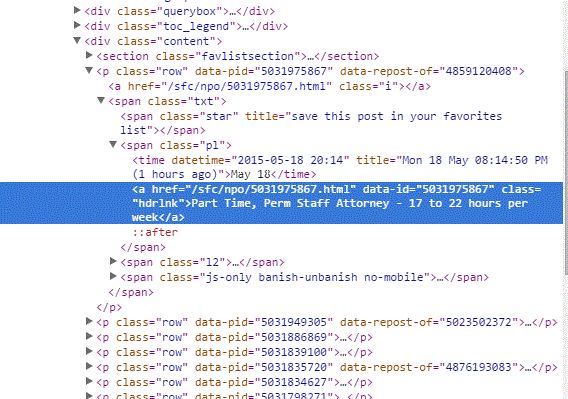 <div class="querybox">…</div>
<div class="toc_legend">…</div>
<div class="content">
<section class="favlistsection">…</section>
<p class="row" data-pid="5031975867" data-repost-of="4859120408">
<a href="/sfc/npo/5031975867.html" class="i"></a>
<span class="txt">
<span class="star" title="save this post in your favorites
list"></span>
<span class="pl">
<time datetime="2015-05-18 20:14" title="Mon 18 May 08:14:50 PM
(1 hours ago)">May 18</time>
<a href="/sfc/npo/5031975867.html" data-id="5031975867" class=
"hdrlnk">Part Time, Perm Staff Attorney - 17 to 22 hours per
week</a>
::after
</span>
<span class="l2">…</span>
<span class="js-only banish-unbanish no-mobile">…</span>
</span>
</p>
<p class="row" data-pid="5031949305" data-repost-of="5023502372">…</p>
<p class="row" data-pid="5031886869">…</p>
<p class="row" data-pid="5031839100">…</p>
<p class="row" data-pid="5031835720" data-repost-of="4876193083">…</p>
<p class="row" data-pid="5031834627">…</p>
<p class="row" data-pid="5031798271">…</p>